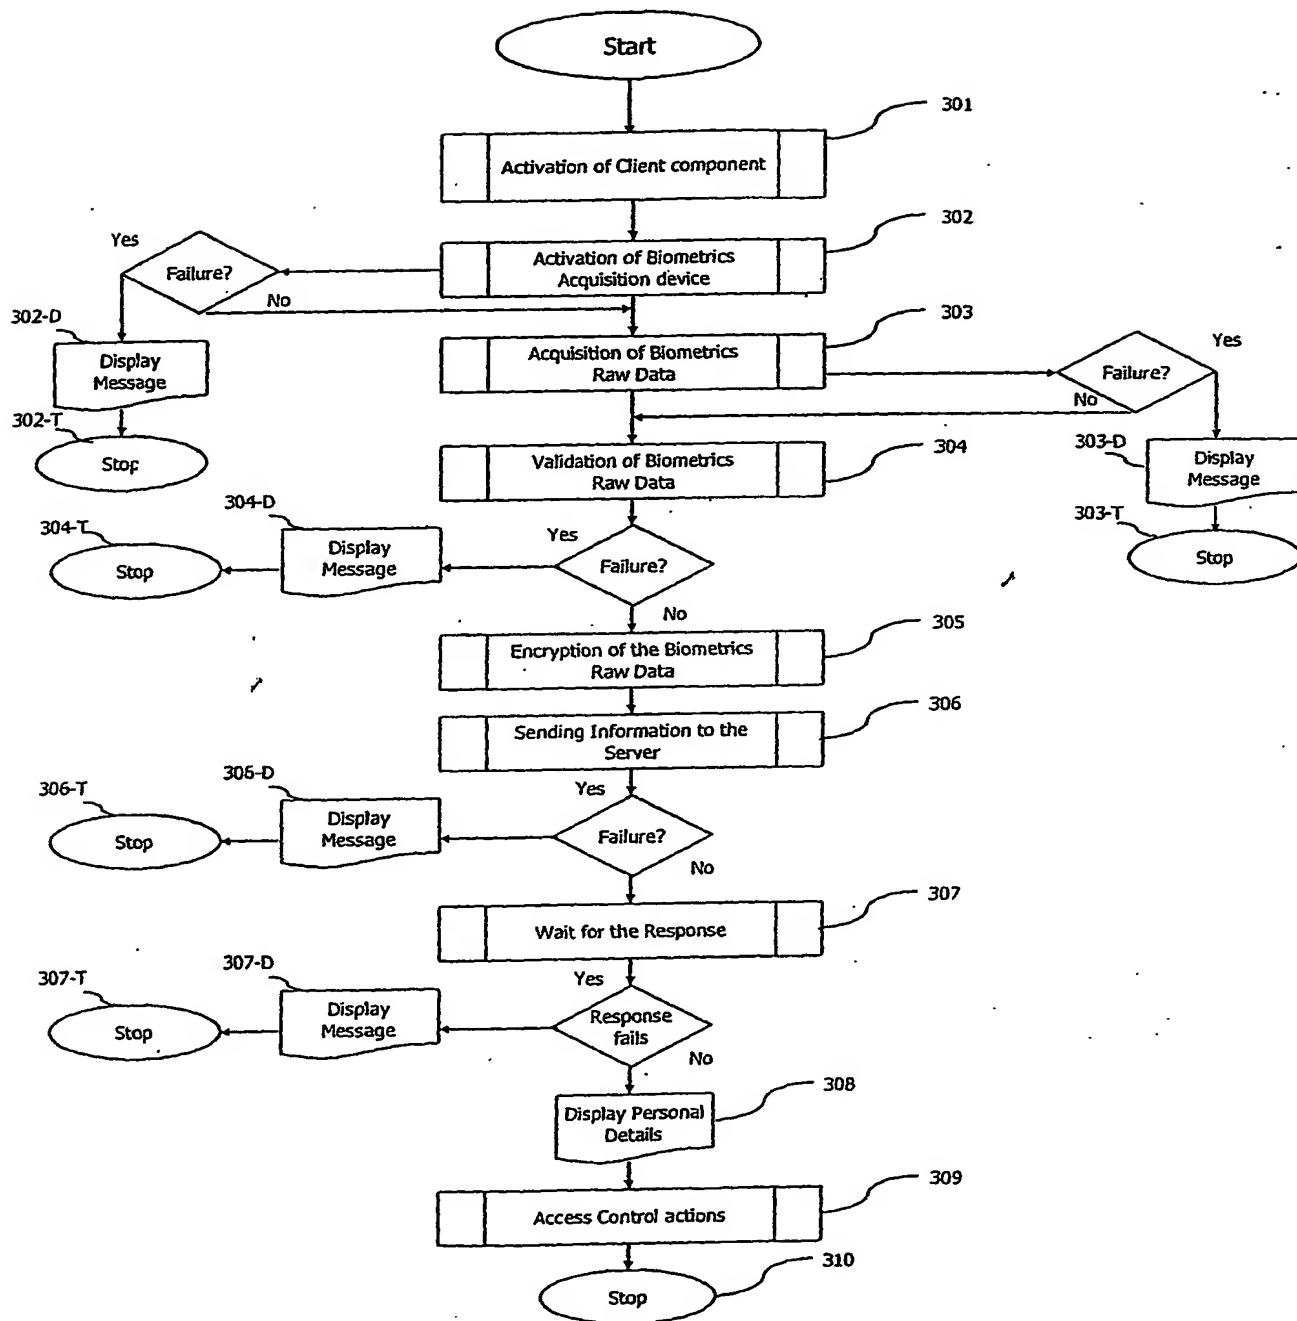 Start
301
Activation of Client component
302
Yes
Activation of Biometrics
Acquisition device
Failure?
No
302-D
303
Display
Message
Acquisition of Biometrics
Raw Data
Yes
Failure?
No
302-T
Stop
304
Validation of Biometrics
Raw Data
303-D
Display
Message
304-D
304-T
Yes
303-T
Display
Message
Stop
Failure?
Stop
No
305
Encryption of the Biometrics
Raw Data
306
Sending Information to the
Server
306-D
306-T
Yes
Display
Message
Stop
Failure?
No
307
Wait for the Response
307-D
307-T
Yes
Display
Message
Stop
Response
fails
No
308
Display Personal
Details
309
Access Control actions
310
Stop